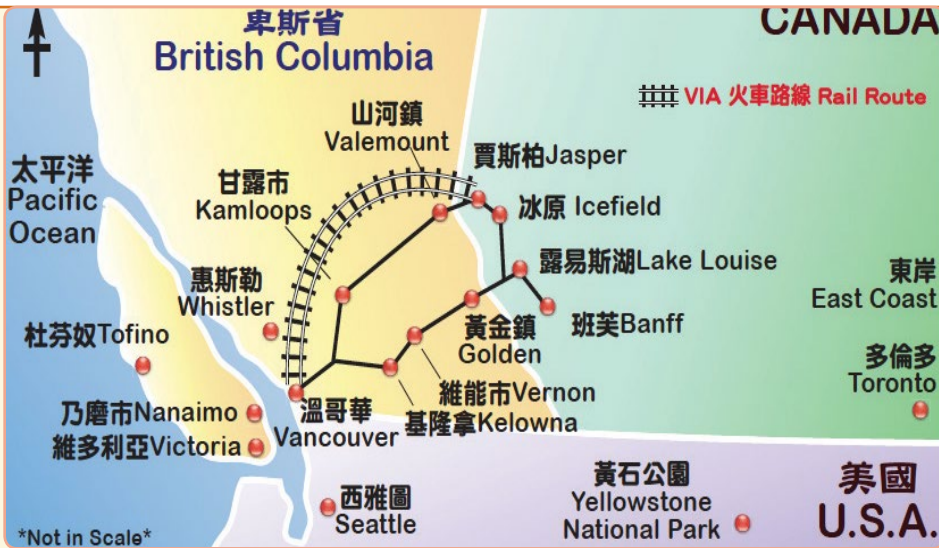 卑斯省
British Columbia
CANADA
VIA 火車路線 Rail Route
山河鎮
Valemount
賈斯柏Jasper
太平洋
Pacific
Ocean
甘露市
Kamloops
冰原 Icefield
露易斯湖Lake Louise
惠斯勒
Whistler
東岸
East Coast
杜芬奴Tofino
黃金鎮
Golden
班芙Banff
多倫多
Toronto
維能市Vernon
乃磨市Nanaimo
溫哥華
Vancouver
基隆拿Kelowna
維多利亞Victoria
西雅圖
Seattle
黃石公園
Yellowstone
National Park
美國
U.S.A.
*Not in Scale*